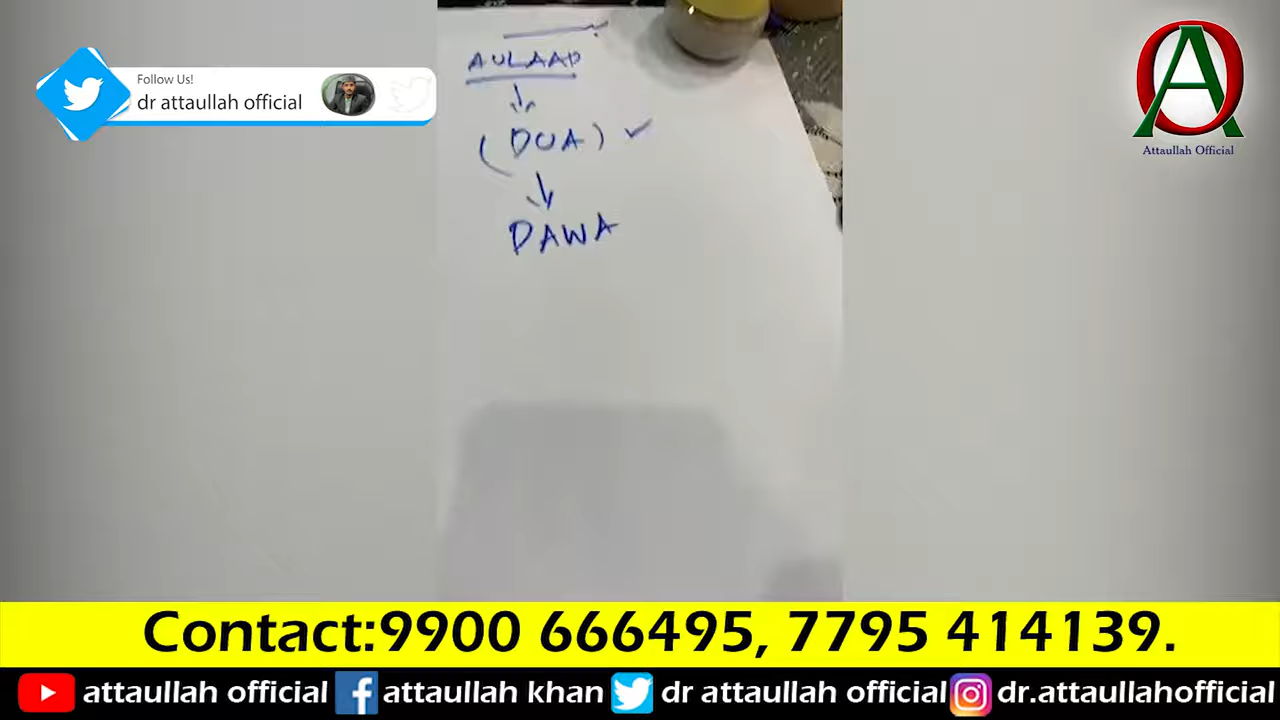 Follow Us!
dr attaullah official
AULAAD
(DUA) ✓
DAWA
OA
Attaullah Official
Contact:9900 666495, 7795 414139.
attaullah official
attaullah khan
dr attaullah official
dr.attaullahofficial